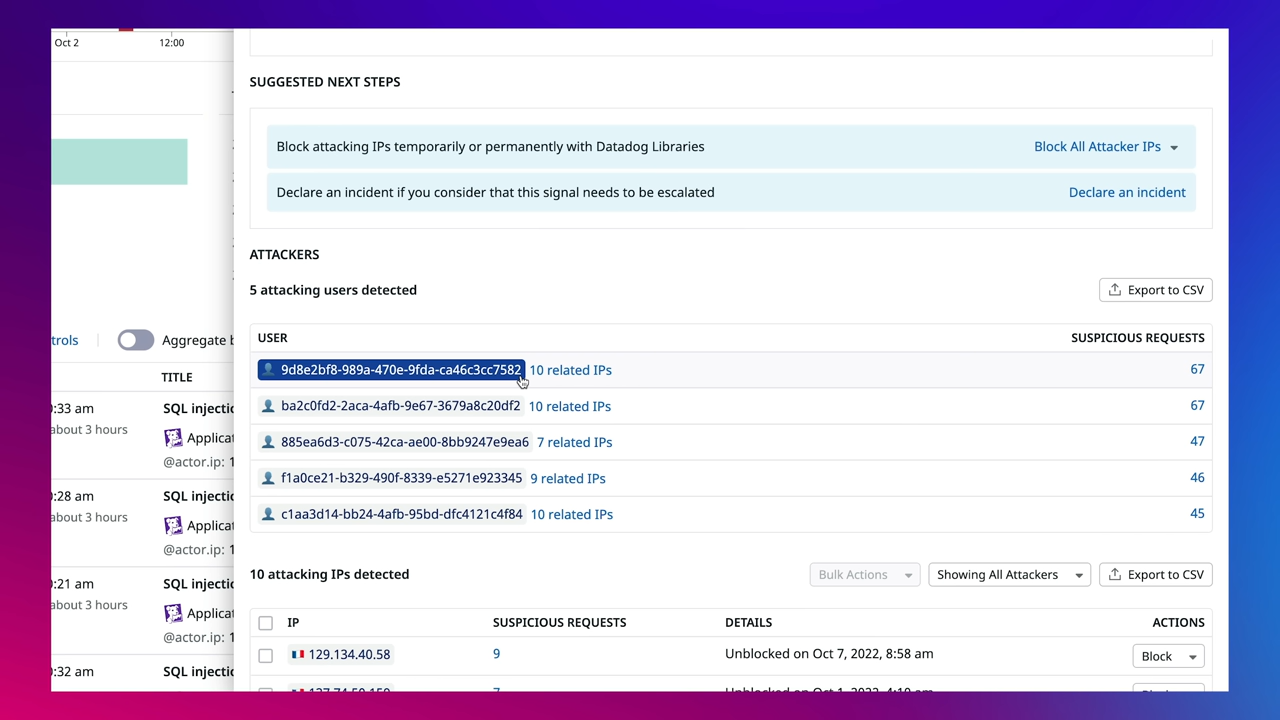 Oct 2 12:00
trols Aggregate
TITLE
:33 am SQL
about 3 hours
@actor.ip:
:28 am SQL
about 3 hours
@actor.ip:
:21 am SQL
about 3 hours
@actor.ip:
:32 am SQL
SUGGESTED NEXT STEPS
Block attacking IPs temporarily or permanently with Datadog Libraries Block All Attacker IPs
Declare an incident if you consider that this signal needs to be escalated Declare an incident
ATTACKERS
5 attacking users detected Export to CSV
USER SUSPICIOUS REQUESTS
9d8e2bf8-989a-470e-9fda-ca46c3cc7582 10 related IPs 67
ba2c0fd2-2aca-4afb-9e67-3679a8c20df2 10 related IPs 67
885ea6d3-c075-42ca-ae00-8bb9247e9ea6 7 related IPs 47
f1a0ce21-b329-490f-8339-e5271e923345 9 related IPs 46
c1aa3d14-bb24-4afb-95bd-dfc4121c4f84 10 related IPs 45
10 attacking IPs detected Bulk Actions Showing All Attackers Export to CSV
IP SUSPICIOUS REQUESTS DETAILS ACTIONS
129.134.40.58 9 Unblocked on Oct 7, 2022, 8:58 am Block